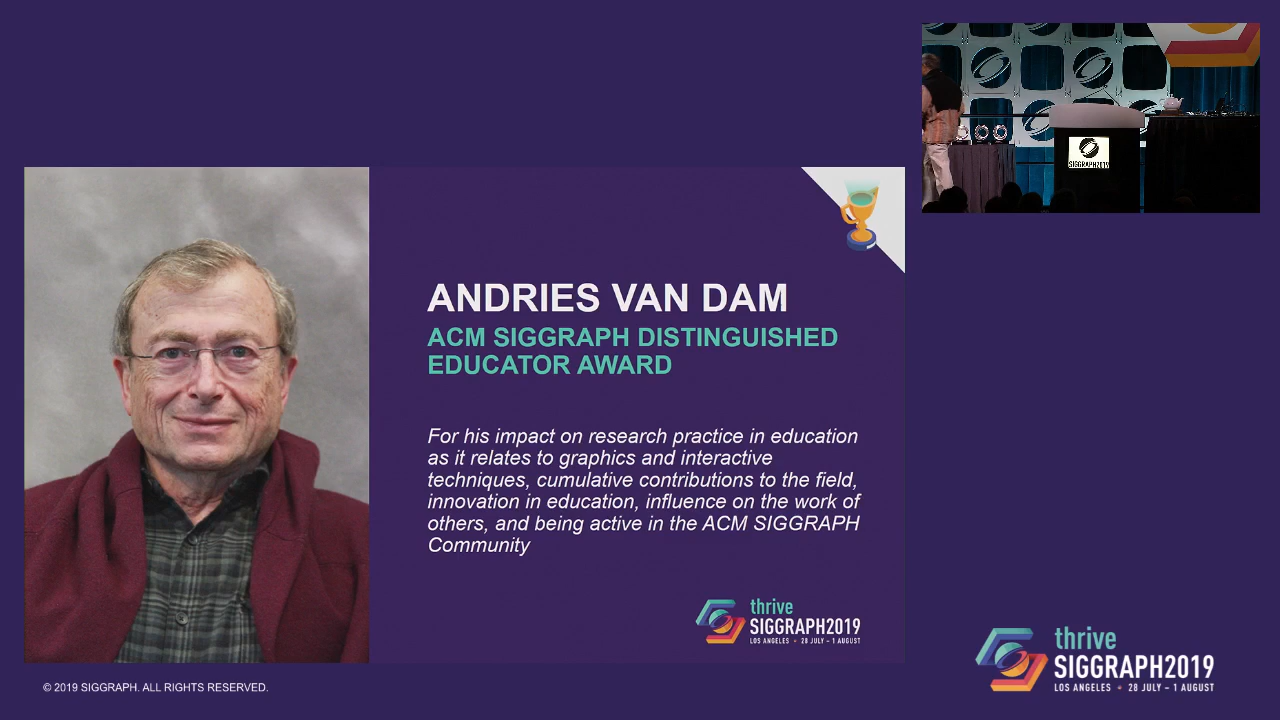 SIGGRAPH2019
ANDRIES VAN DAM
ACM SIGGRAPH DISTINGUISHED
EDUCATOR AWARD
For his impact on research practice in education
as it relates to graphics and interactive
techniques, cumulative contributions to the field,
innovation in education, influence on the work of
others, and being active in the ACM SIGGRAPH
Community
thrive
SIGGRAPH2019
LOS ANGELES • 28 JULY – 1 AUGUST
thrive
SIGGRAPH2019
LOS ANGELES • 28 JULY – 1 AUGUST
© 2019 SIGGRAPH. ALL RIGHTS RESERVED.